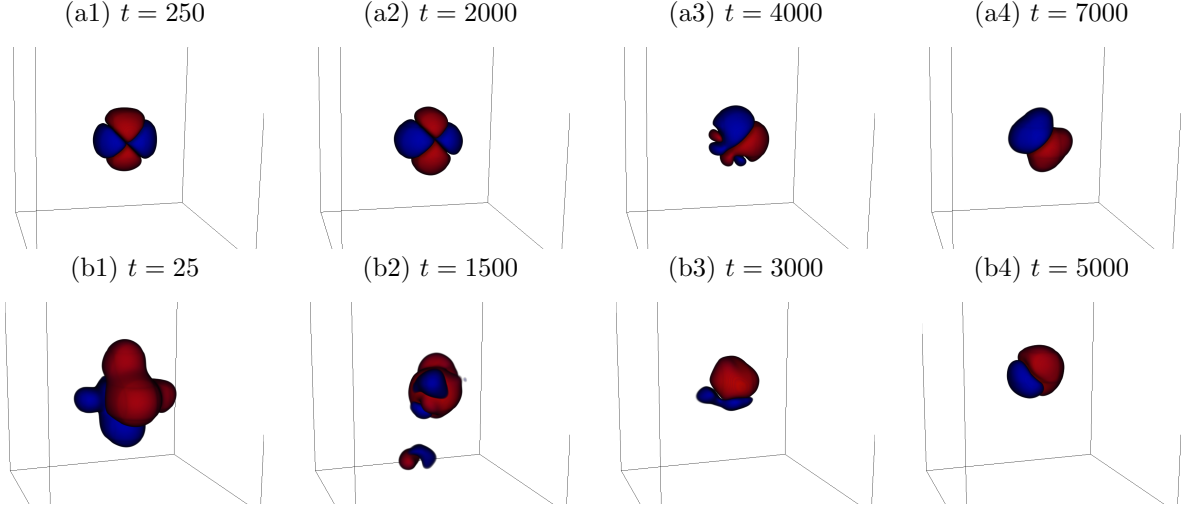 (a1) t = 250 (a2) t = 2000 (a3) t = 4000 (a4) t = 7000
(b1) t = 25 (b2) t = 1500 (b3) t = 3000 (b4) t = 5000